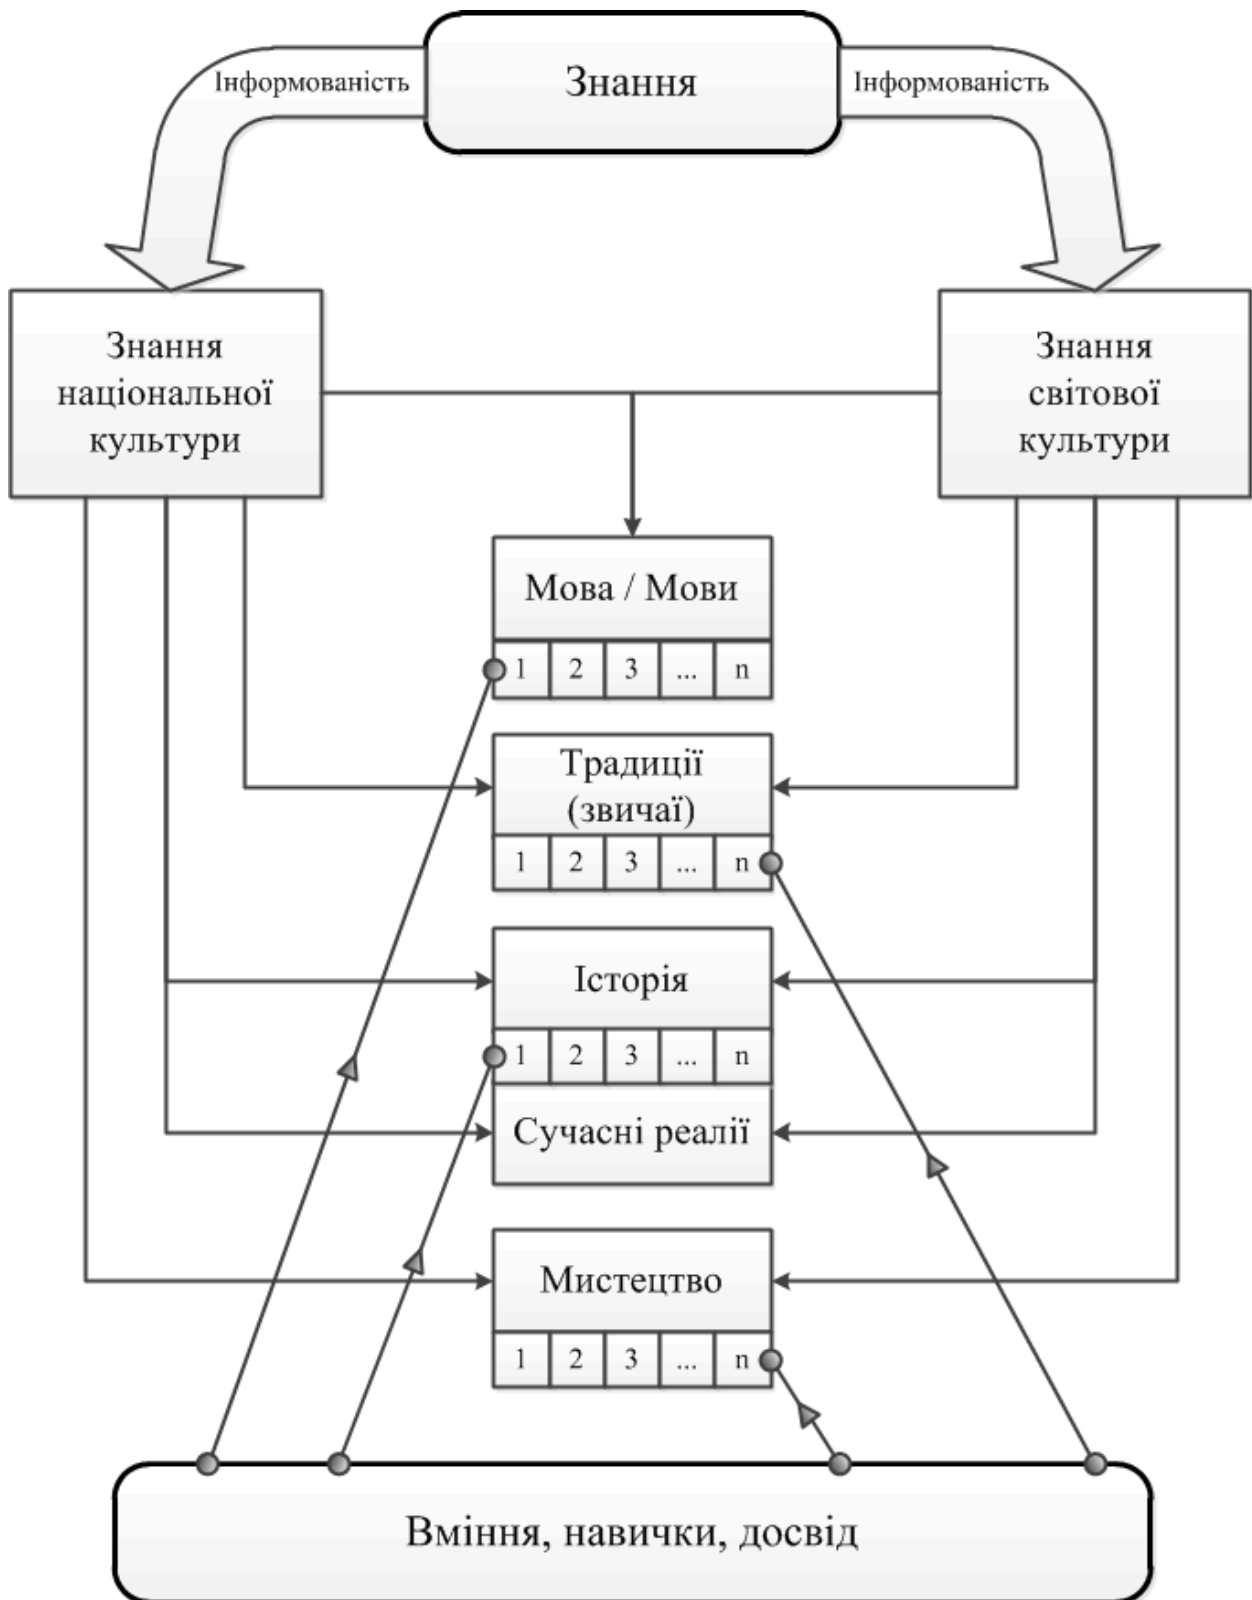 Знання
Інформованість
Інформованість
Знання
національної
культури
Знання
світової
культури
Мова / Мови
1 2 3 ... n
Традиції
(звичаї)
1 2 3 ... n
Історія
1 2 3 ... n
Сучасні реалії
Мистецтво
1 2 3 ... n
Вміння, навички, досвід